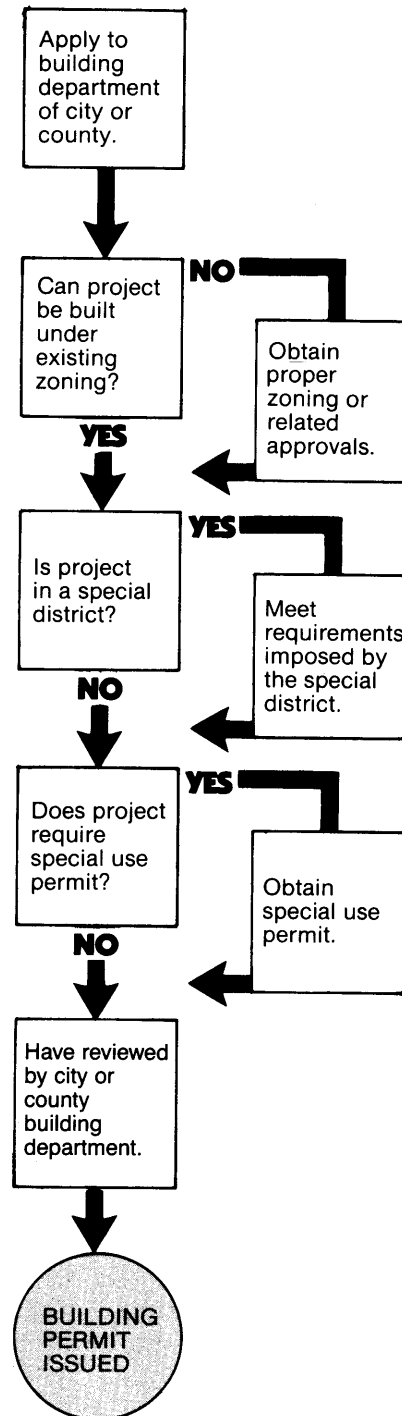 Apply to
building
department
of city or
county.
Can project
be built
under
existing
zoning?
NO
Obtain
proper
zoning or
related
approvals.
YES
Is project
in a special
district?
YES
Meet
requirements
imposed by
the special
district.
NO
Does project
require
special use
permit?
YES
Obtain
special use
permit.
NO
Have reviewed
by city or
county
building
department.
BUILDING
PERMIT
ISSUED